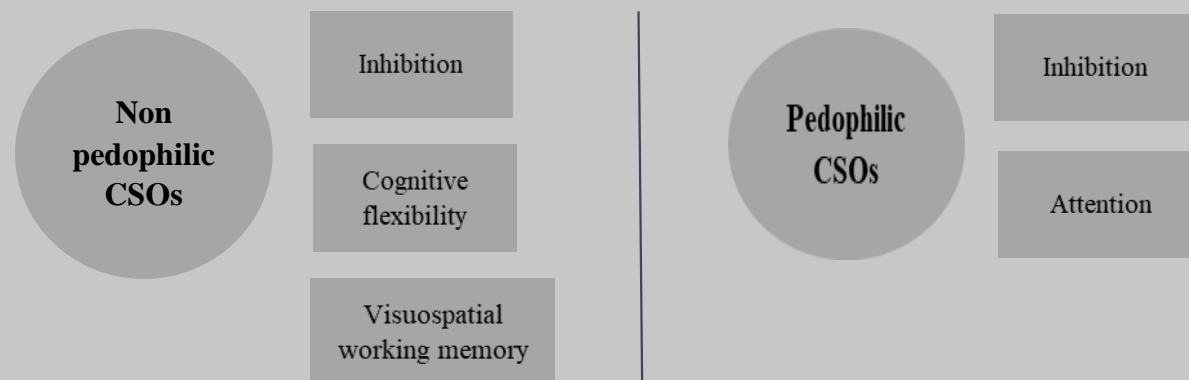 Non
pedophilic
CSOs
Inhibition
Cognitive
flexibility
Visuospatial
working memory
Pedophilic
CSOs
Inhibition
Attention